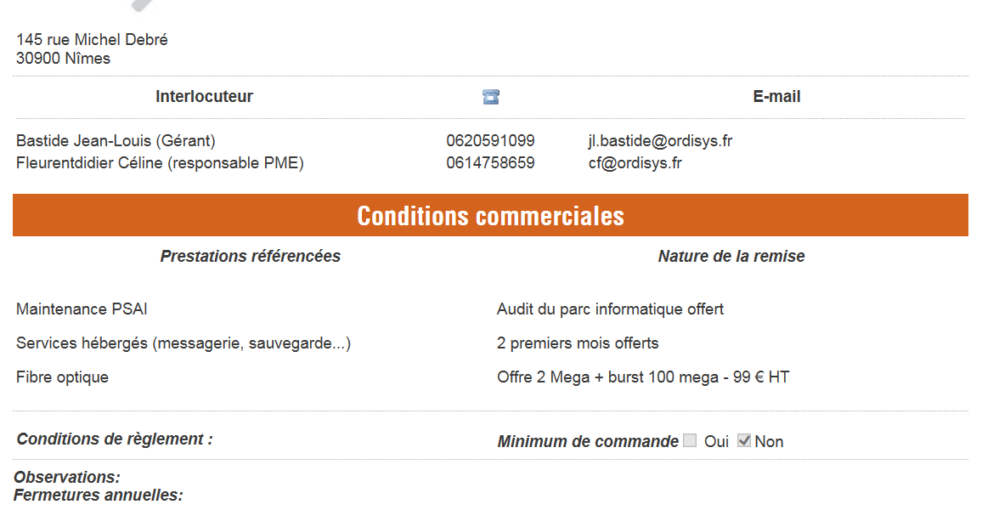 145 rue Michel Debré
30900 Nîmes
Interlocuteur E-mail
Bastide Jean-Louis (Gérant) 0620591099 jl.bastide@ordisys.fr
Fleurentdidier Céline (responsable PME) 0614758659 cf@ordisys.fr
Conditions commerciales
Prestations référencées Nature de la remise
Maintenance PSAI Audit du parc informatique offert
Services hébergés (messagerie, sauvegarde...) 2 premiers mois offerts
Fibre optique Offre 2 Mega + burst 100 mega - 99 € HT
Conditions de règlement : Minimum de commande Oui Non
Observations:
Fermetures annuelles: